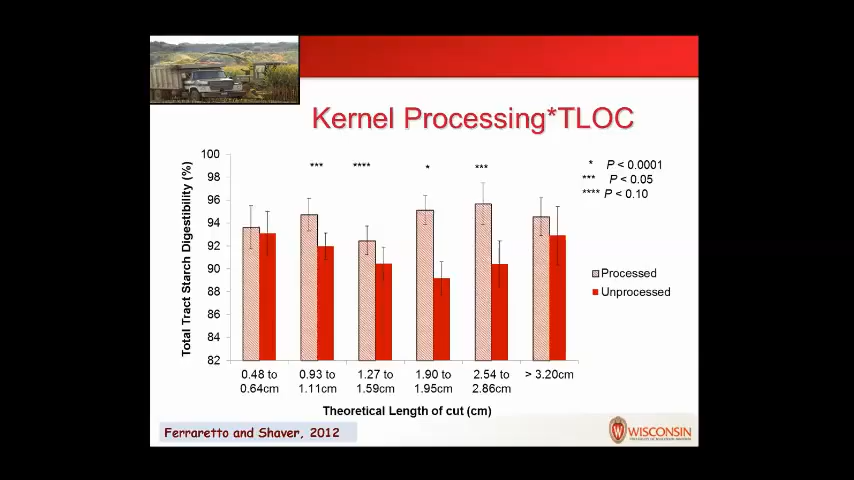 Kernel Processing*TLOC
Total Tract Starch Digestibility (%)
100
98
96
94
92
90
88
86
84
82
***
****
*
***
* P < 0.0001
*** P < 0.05
**** P < 0.10
Processed
Unprocessed
0.48 to 0.64cm
0.93 to 1.11cm
1.27 to 1.59cm
1.90 to 1.95cm
2.54 to 2.86cm
> 3.20cm
Theoretical Length of cut (cm)
Ferraretto and Shaver, 2012
WISCONSIN